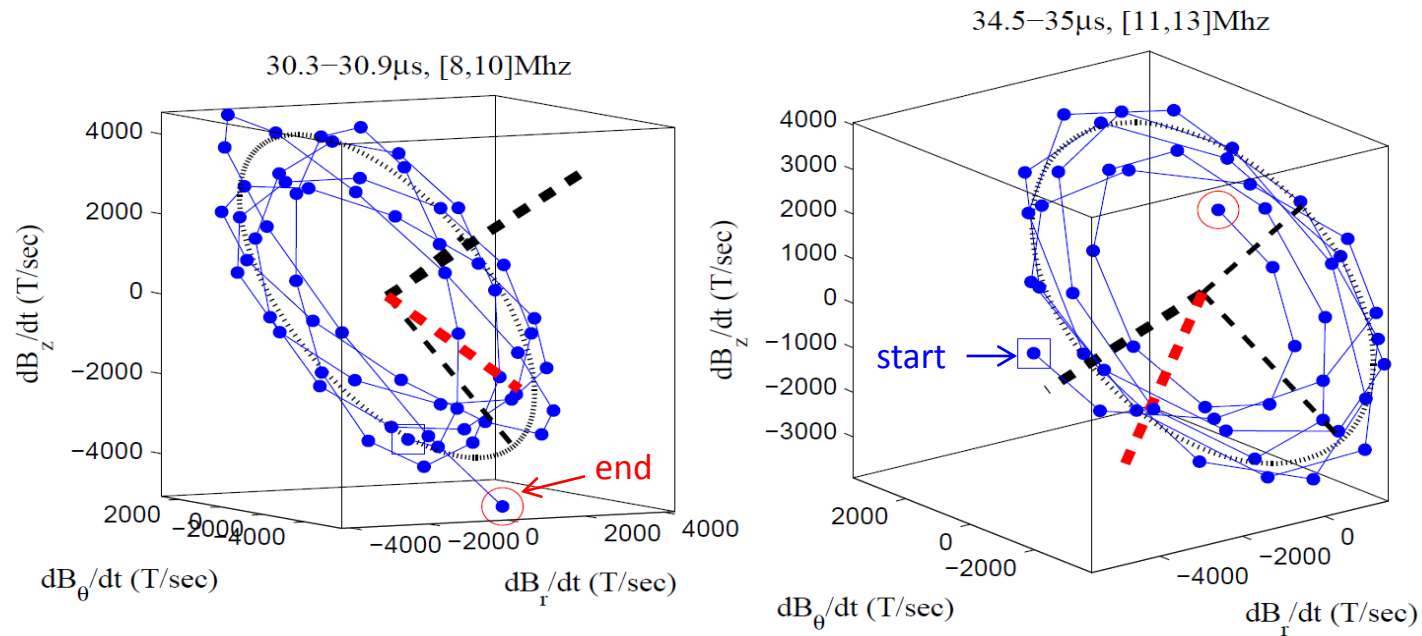 30.3−30.9μs, [8,10]Mhz
4000
2000
0
−2000
−4000
dB_z/dt (T/sec)
2000
−2000
−4000
0
−4000
−2000
0
2000
4000
dB_θ/dt (T/sec)
dB_r/dt (T/sec)
end
34.5−35μs, [11,13]Mhz
4000
3000
2000
1000
0
−1000
−2000
−3000
dB_z/dt (T/sec)
start
2000
0
−2000
−4000
−2000
0
dB_θ/dt (T/sec)
dB_r/dt (T/sec)